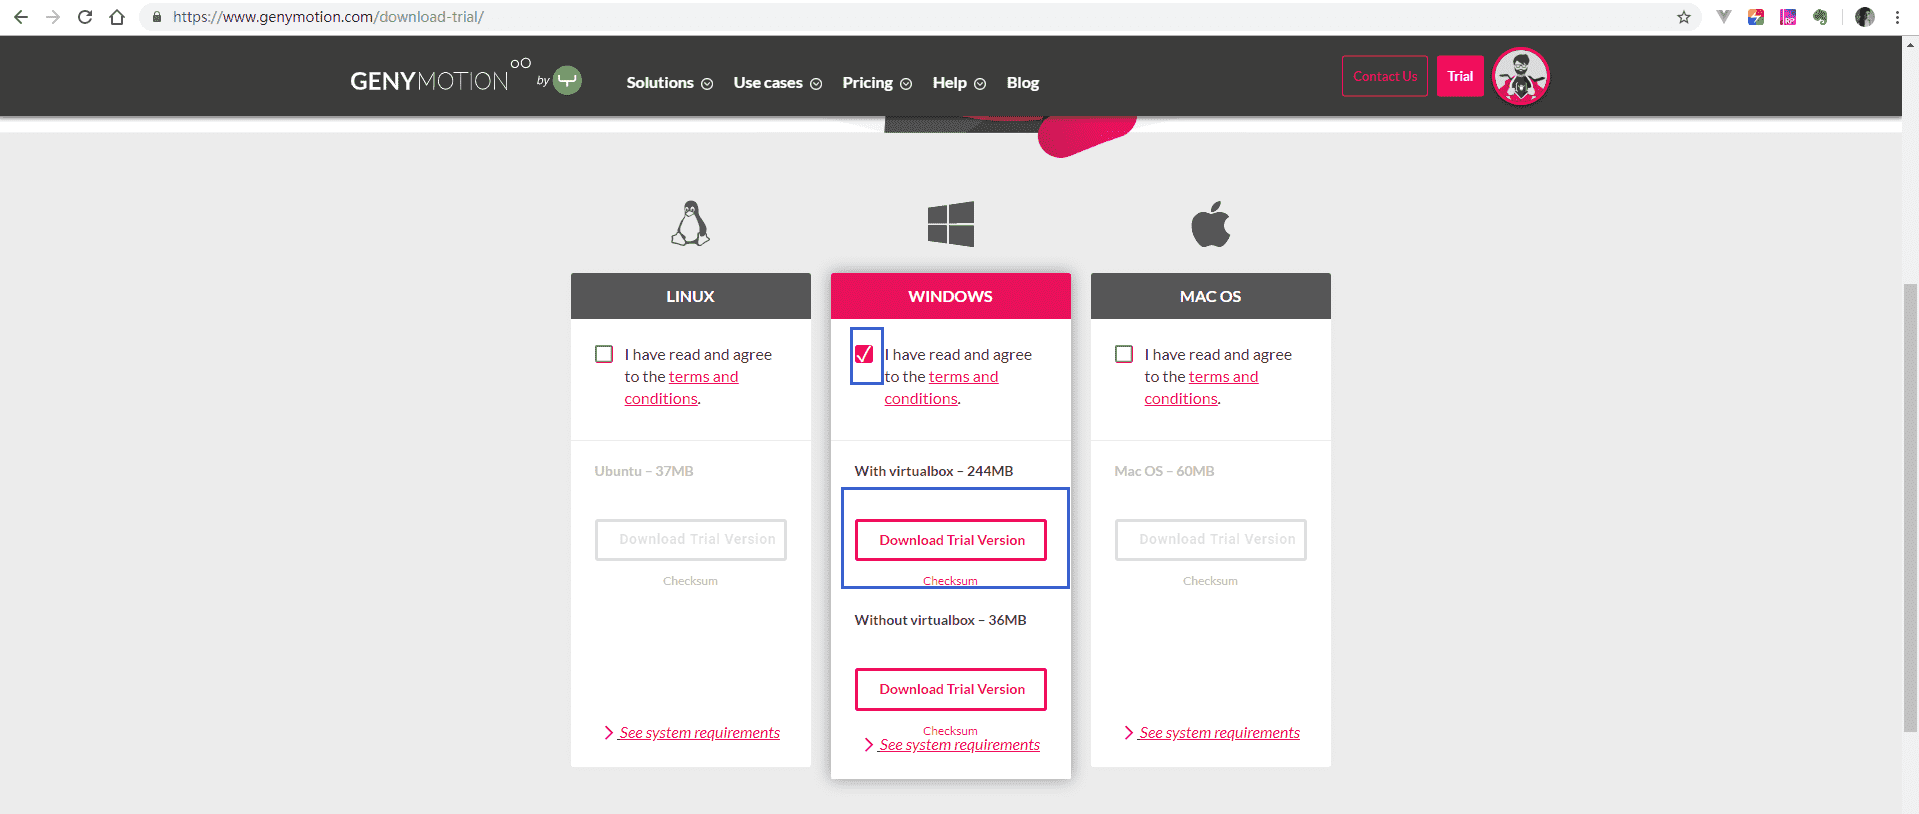 https://www.genymotion.com/download-trial/
RP
GENYMOTION by
Solutions Use cases Pricing Help Blog
Contact Us Trial
LINUX
I have read and agree
to the terms and
conditions.
Ubuntu – 37MB
Download Trial Version
Checksum
See system requirements
WINDOWS
I have read and agree
to the terms and
conditions.
With virtualbox – 244MB
Download Trial Version
Checksum
Without virtualbox – 36MB
Download Trial Version
Checksum
See system requirements
MAC OS
I have read and agree
to the terms and
conditions.
Mac OS – 60MB
Download Trial Version
Checksum
See system requirements